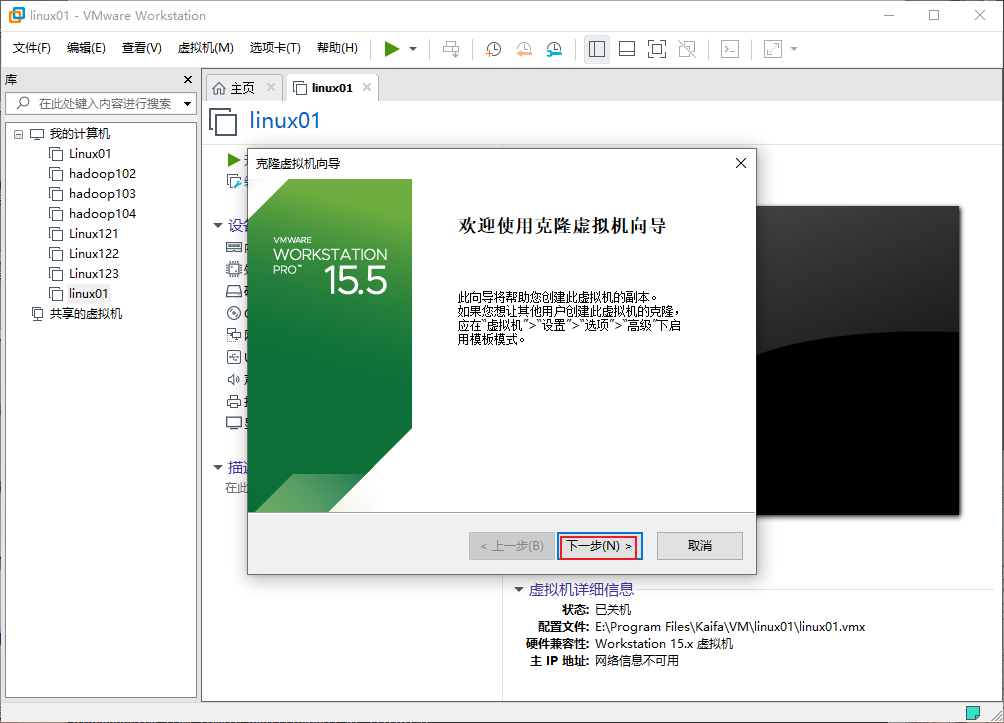 linux01 - VMware Workstation
文件(F) 编辑(E) 查看(V) 虚拟机(M) 选项卡(T) 帮助(H)
库
在此处键入内容进行搜索
我的计算机
Linux01
hadoop102
hadoop103
hadoop104
Linux121
Linux122
Linux123
linux01
共享的虚拟机
主页
linux01
linux01
克隆虚拟机向导
VMWARE
WORKSTATION
PRO™ 15.5
欢迎使用克隆虚拟机向导
此向导将帮助您创建此虚拟机的副本。
如果您想让其他用户创建此虚拟机的克隆，
应在"虚拟机">"设置">"选项">"高级"下启
用模板模式。
< 上一步(B)
下一步(N) >
取消
设
描述
在此
虚拟机详细信息
状态: 已关机
配置文件: E:\Program Files\Kaifa\VM\linux01\linux01.vmx
硬件兼容性: Workstation 15.x 虚拟机
主 IP 地址: 网络信息不可用